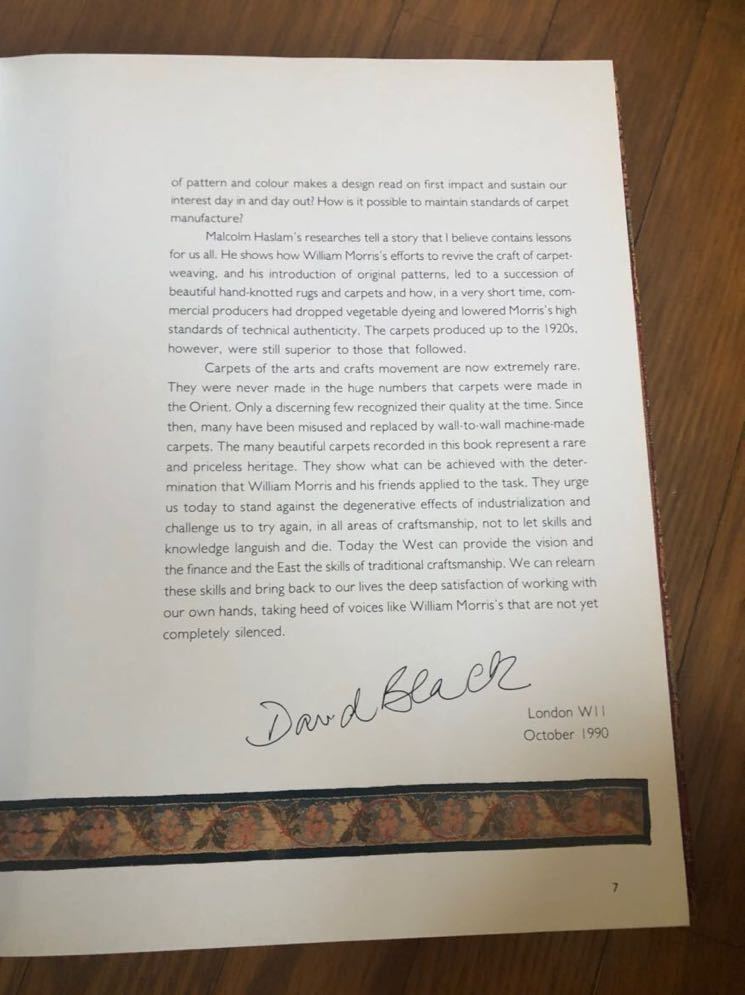 of pattern and colour makes a design read on first impact and sustain our
interest day in and day out? How is it possible to maintain standards of carpet
manufacture?
Malcolm Haslam's researches tell a story that I believe contains lessons
for us all. He shows how William Morris's efforts to revive the craft of carpet-
weaving, and his introduction of original patterns, led to a succession of
beautiful hand-knotted rugs and carpets and how, in a very short time, com-
mercial producers had dropped vegetable dyeing and lowered Morris's high
standards of technical authenticity. The carpets produced up to the 1920s,
however, were still superior to those that followed.
Carpets of the arts and crafts movement are now extremely rare.
They were never made in the huge numbers that carpets were made in
the Orient. Only a discerning few recognized their quality at the time. Since
then, many have been misused and replaced by wall-to-wall machine-made
carpets. The many beautiful carpets recorded in this book represent a rare
and priceless heritage. They show what can be achieved with the deter-
mination that William Morris and his friends applied to the task. They urge
us today to stand against the degenerative effects of industrialization and
challenge us to try again, in all areas of craftsmanship, not to let skills and
knowledge languish and die. Today the West can provide the vision and
the finance and the East the skills of traditional craftsmanship. We can relearn
these skills and bring back to our lives the deep satisfaction of working with
our own hands, taking heed of voices like William Morris's that are not yet
completely silenced.
David Black
London W11
October 1990
7